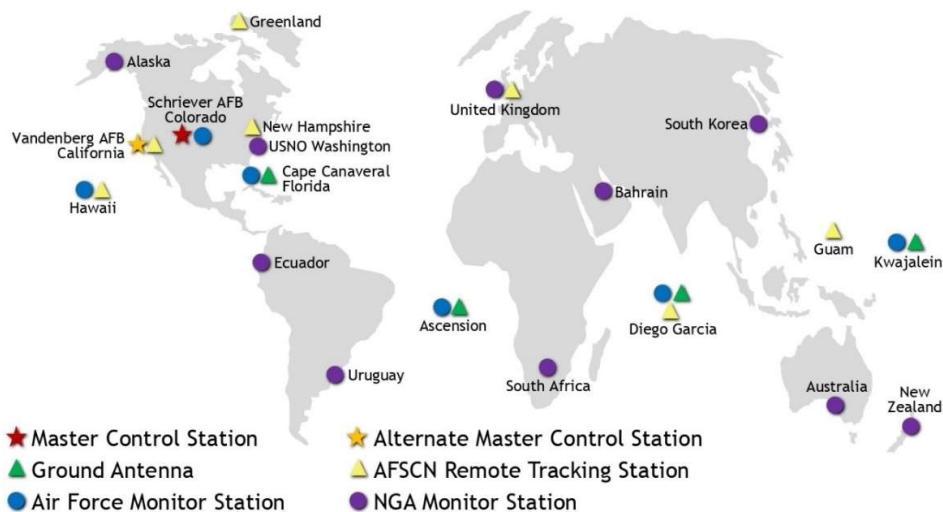 Greenland
Alaska
Schriever AFB
Colorado
Vandenberg AFB
California
New Hampshire
USNO Washington
Cape Canaveral
Florida
Hawaii
United Kingdom
South Korea
Bahrain
Guam
Kwajalein
Ecuador
Ascension
Diego Garcia
Uruguay
South Africa
Australia
New
Zealand
Master Control Station
Alternate Master Control Station
Ground Antenna
AFSCN Remote Tracking Station
Air Force Monitor Station
NGA Monitor Station